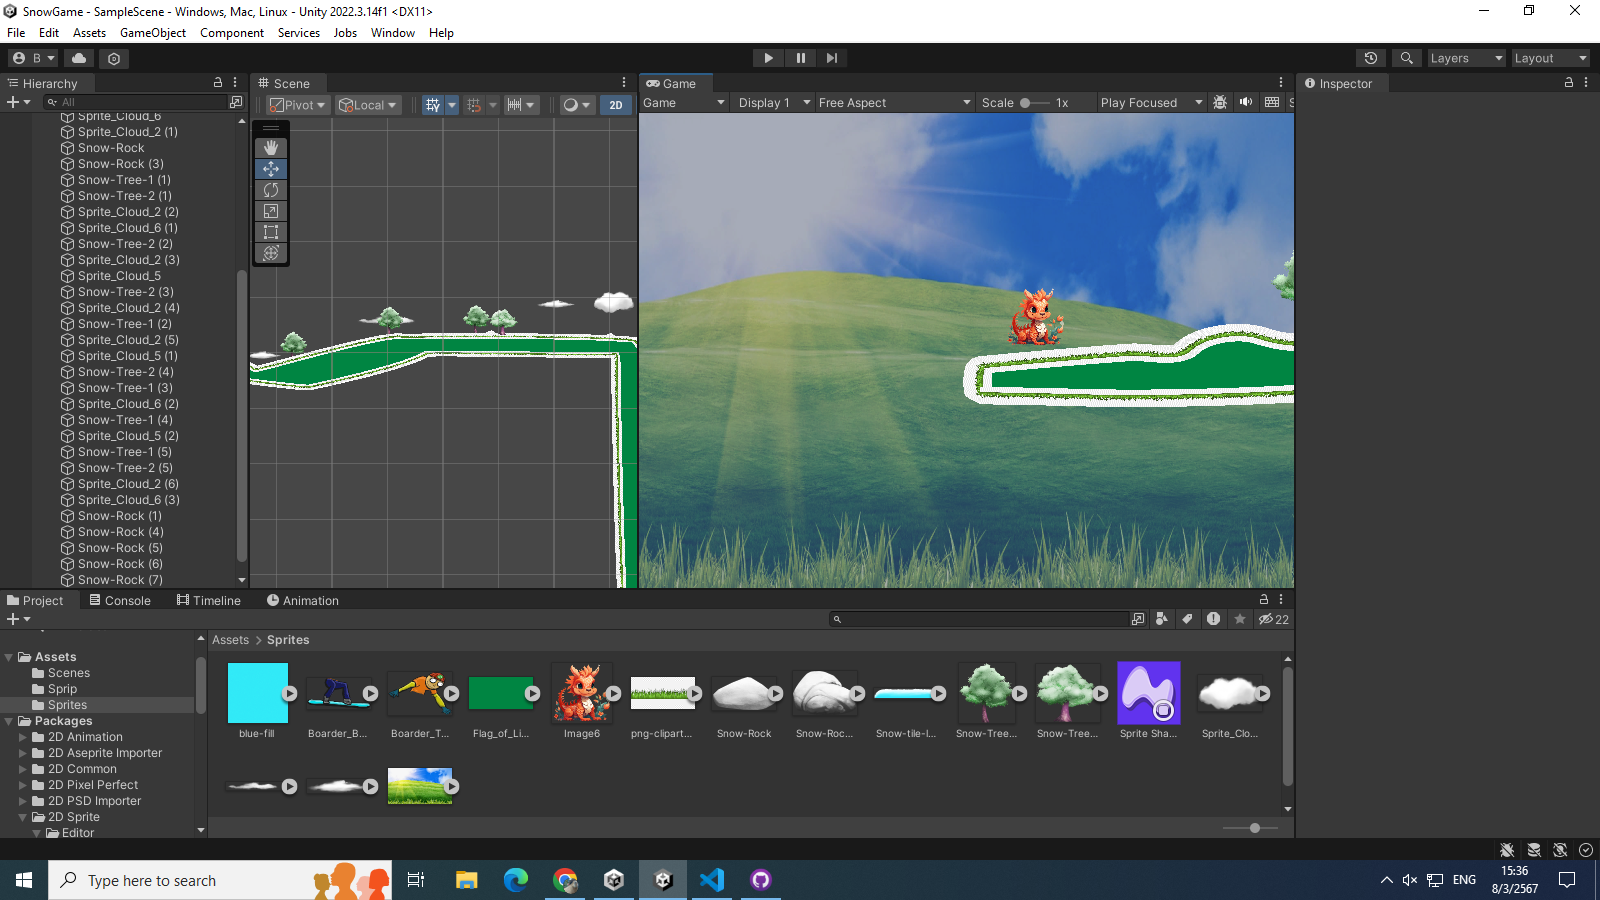 SnowGame - SampleScene - Windows, Mac, Linux - Unity 2022.3.14f1 <DX11>
File Edit Assets GameObject Component Services Jobs Window Help
B Layers Layout
Hierarchy
All
Sprite_Cloud_6
Sprite_Cloud_2 (1)
Snow-Rock
Snow-Rock (3)
Snow-Tree-1 (1)
Snow-Tree-2 (1)
Sprite_Cloud_2 (2)
Sprite_Cloud_6 (1)
Snow-Tree-2 (2)
Sprite_Cloud_2 (3)
Sprite_Cloud_5
Snow-Tree-2 (3)
Sprite_Cloud_2 (4)
Snow-Tree-1 (2)
Sprite_Cloud_2 (5)
Sprite_Cloud_5 (1)
Snow-Tree-2 (4)
Snow-Tree-1 (3)
Sprite_Cloud_6 (2)
Snow-Tree-1 (4)
Sprite_Cloud_5 (2)
Snow-Tree-1 (5)
Snow-Tree-2 (5)
Sprite_Cloud_2 (6)
Sprite_Cloud_6 (3)
Snow-Rock (1)
Snow-Rock (4)
Snow-Rock (5)
Snow-Rock (6)
Snow-Rock (7)
Scene
Pivot Local 2D
Game
Game Display 1 Free Aspect Scale 1x Play Focused S
Inspector
Project Console Timeline Animation
22
Assets
Scenes
Sprip
Sprites
Packages
2D Animation
2D Aseprite Importer
2D Common
2D Pixel Perfect
2D PSD Importer
2D Sprite
Editor
Assets > Sprites
blue-fill Boarder_B... Boarder_T... Flag_of_Li... Image6 png-clipart... Snow-Rock Snow-Roc... Snow-tile-l... Snow-Tree... Snow-Tree... Sprite Sha... Sprite_Clo...
Type here to search
ENG
15:36
8/3/2567